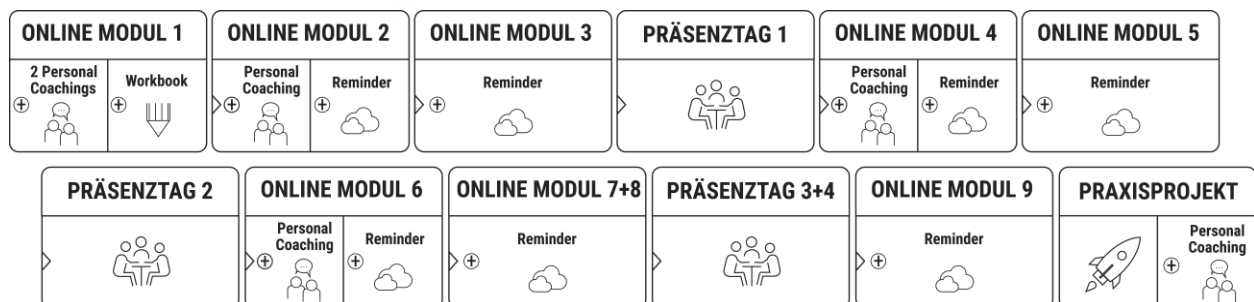 ONLINE MODUL 1
2 Personal
Coachings
Workbook
ONLINE MODUL 2
Personal
Coaching
Reminder
ONLINE MODUL 3
Reminder
PRÄSENZTAG 1
ONLINE MODUL 4
Personal
Coaching
Reminder
ONLINE MODUL 5
Reminder
PRÄSENZTAG 2
ONLINE MODUL 6
Personal
Coaching
Reminder
ONLINE MODUL 7+8
Reminder
PRÄSENZTAG 3+4
ONLINE MODUL 9
Reminder
PRAXISPROJEKT
Personal
Coaching